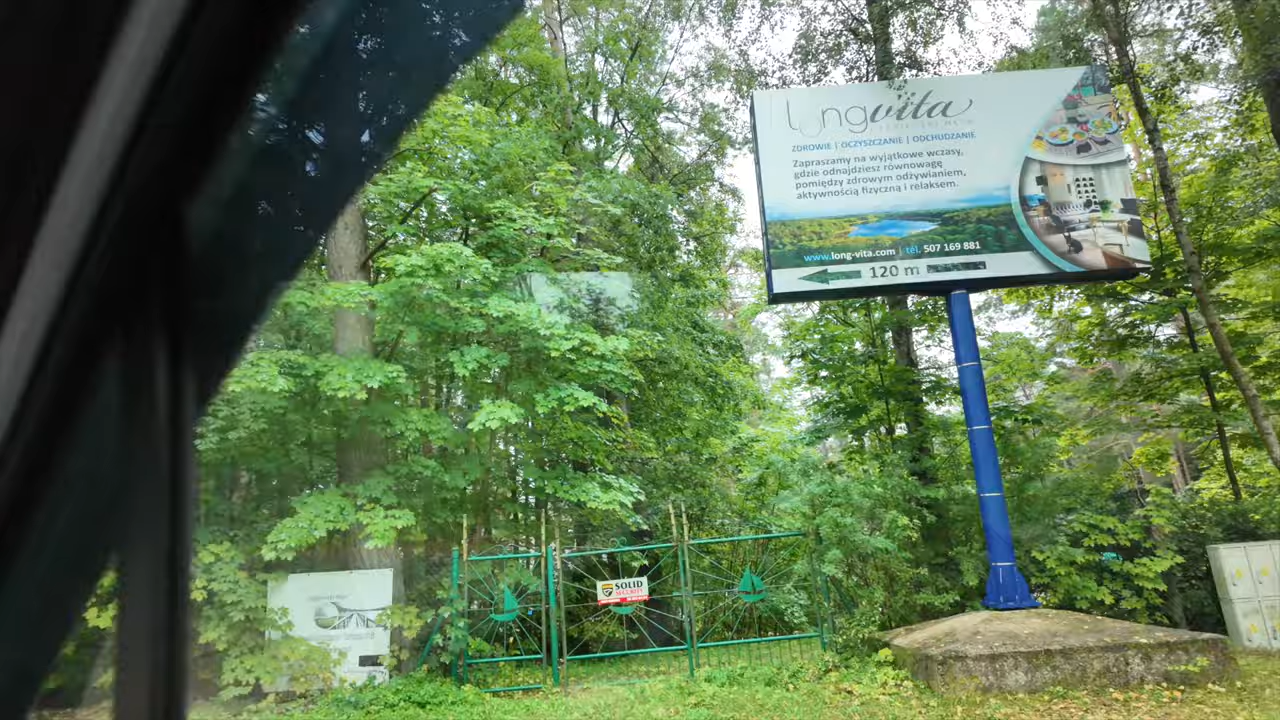 longvita
ZDROWIE | OCZYSZCZANIE | ODCHUDZANIE
Zapraszamy na wyjątkowe wczasy,
gdzie odnajdziesz równowagę
pomiędzy zdrowym odżywianiem,
aktywnością fizyczną i relaksem.
www.long-vita.com | tel. 507 169 881
120 m
SOLID
SECURITY